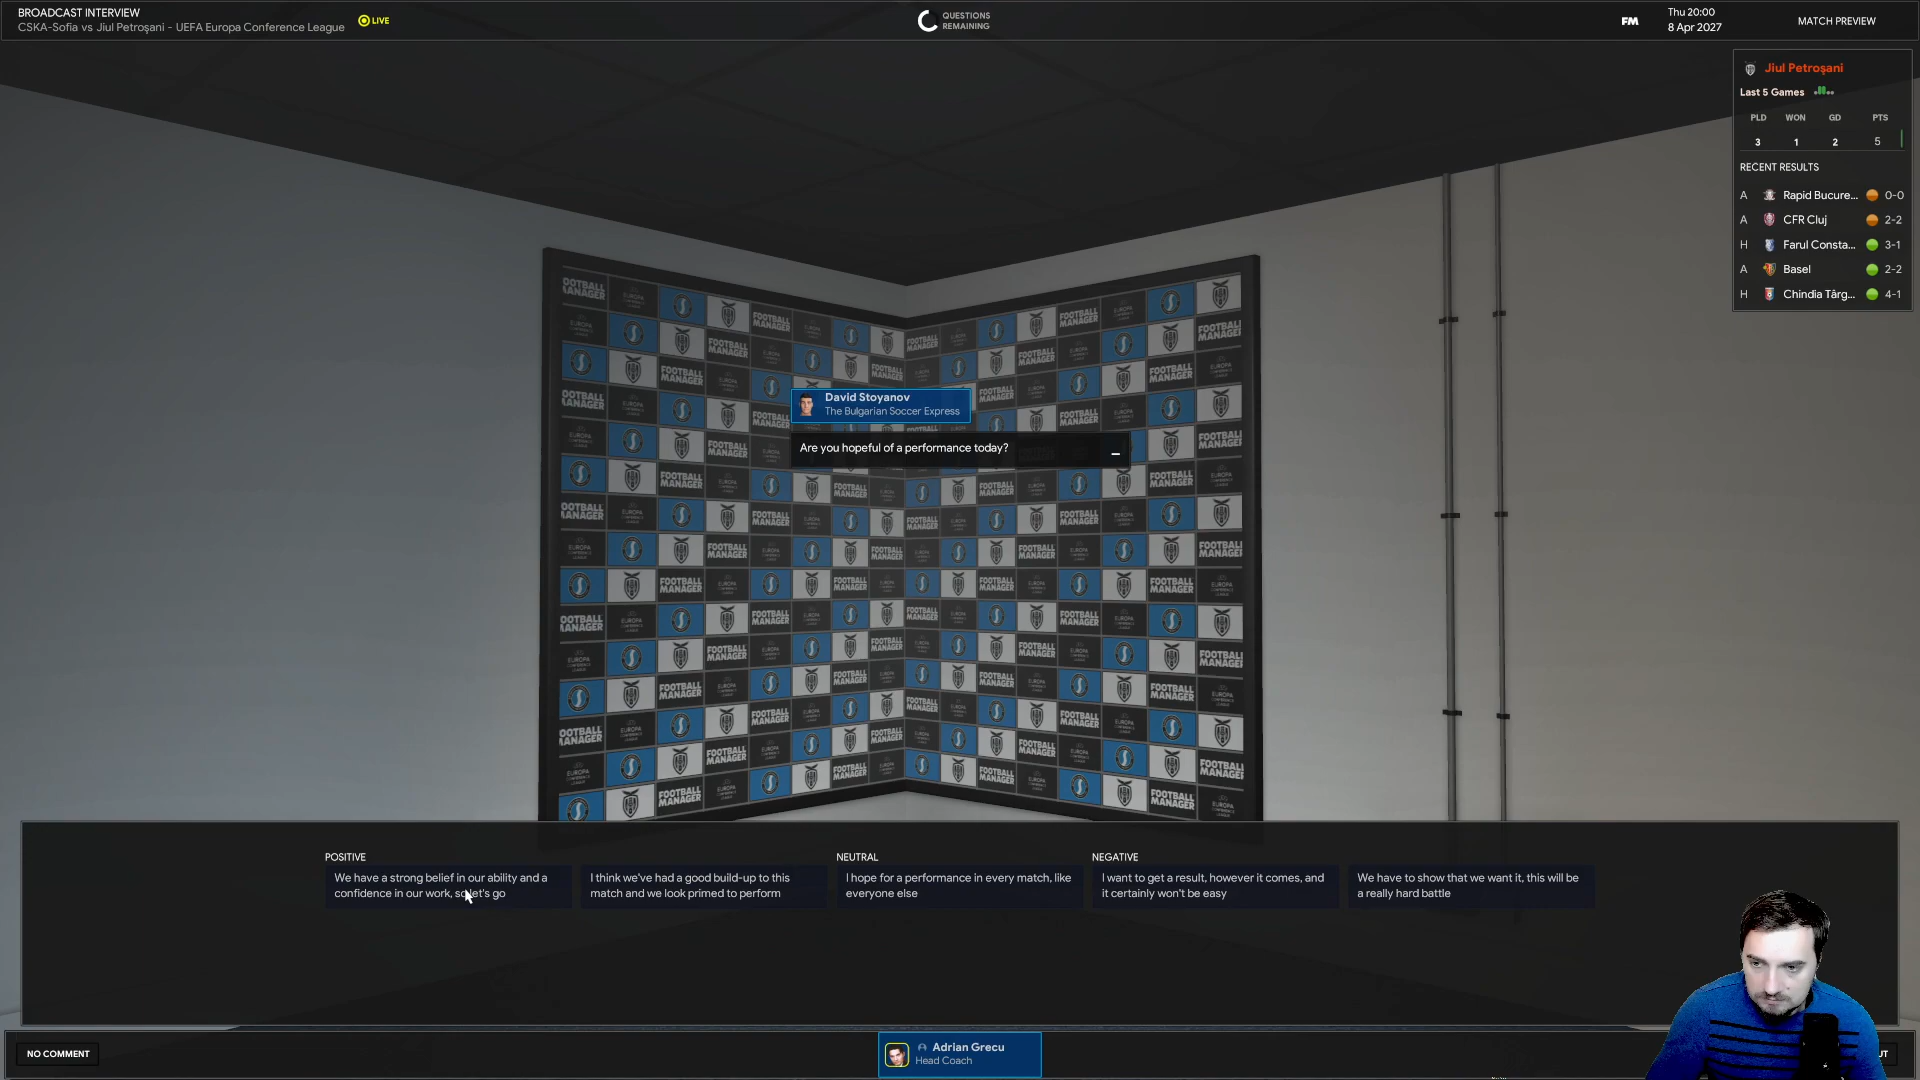 BROADCAST INTERVIEW
CSKA-Sofia vs Jiul Petroșani - UEFA Europa Conference League
LIVE
QUESTIONS
REMAINING
FM
Thu 20:00
8 Apr 2027
MATCH PREVIEW
Jiul Petroșani
Last 5 Games
PLD WON GD PTS
3 1 2 5
RECENT RESULTS
A Rapid Bucure... 0-0
A CFR Cluj 2-2
H Farul Consta... 3-1
A Basel 2-2
H Chindia Târg... 4-1
FOOTBALL MANAGER
EUROPA CONFERENCE LEAGUE
David Stoyanov
The Bulgarian Soccer Express
Are you hopeful of a performance today?
POSITIVE
We have a strong belief in our ability and a
confidence in our work, so let's go
I think we've had a good build-up to this
match and we look primed to perform
NEUTRAL
I hope for a performance in every match, like
everyone else
NEGATIVE
I want to get a result, however it comes, and
it certainly won't be easy
We have to show that we want it, this will be
a really hard battle
NO COMMENT
Adrian Grecu
Head Coach
UT